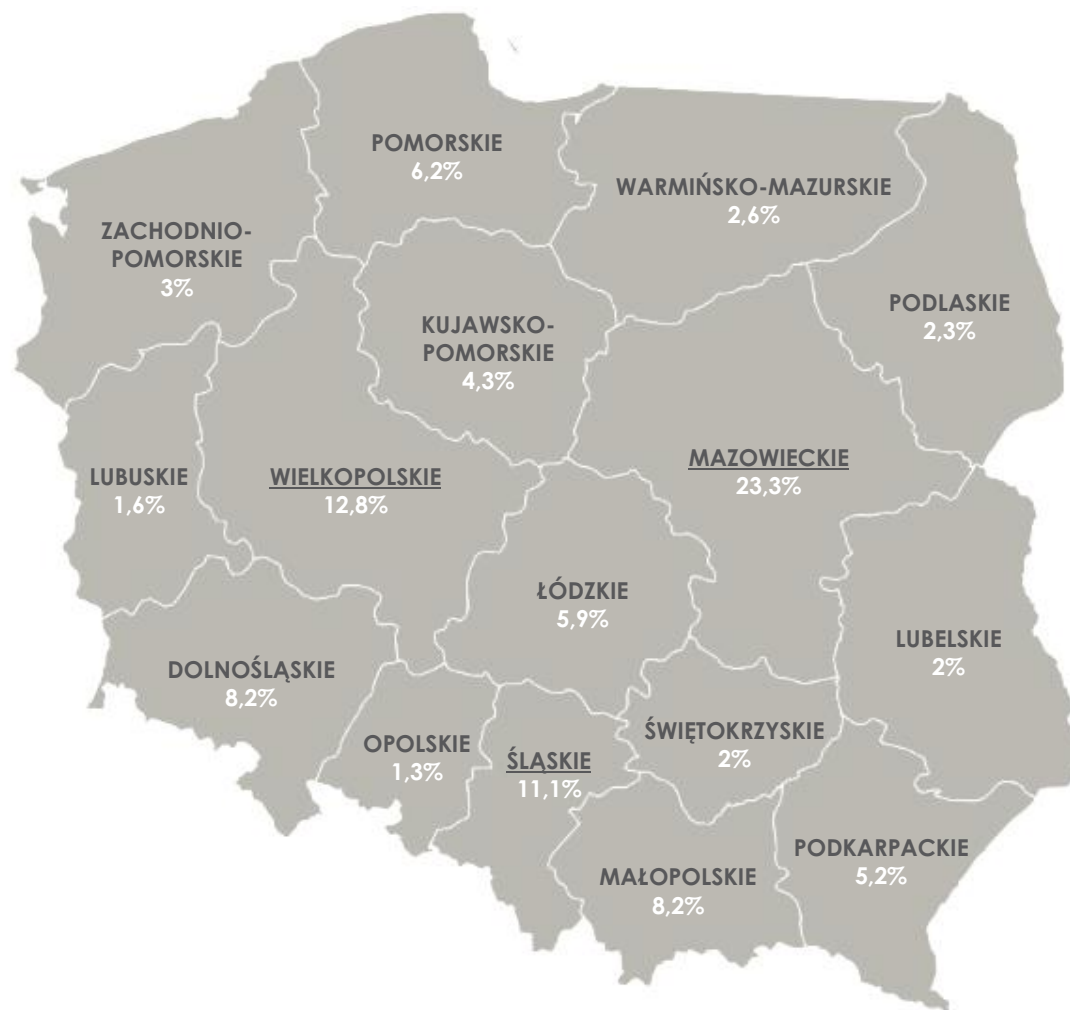 POMORSKIE
6,2%
WARMIŃSKO-MAZURSKIE
2,6%
ZACHODNIO-
POMORSKIE
3%
PODLASKIE
2,3%
KUJAWSKO-
POMORSKIE
4,3%
LUBUSKIE
1,6%
WIELKOPOLSKIE
12,8%
MAZOWIECKIE
23,3%
ŁÓDZKIE
5,9%
LUBELSKIE
2%
DOLNOŚLĄSKIE
8,2%
OPOLSKIE
1,3%
ŚLĄSKIE
11,1%
ŚWIĘTOKRZYSKIE
2%
MAŁOPOLSKIE
8,2%
PODKARPACKIE
5,2%